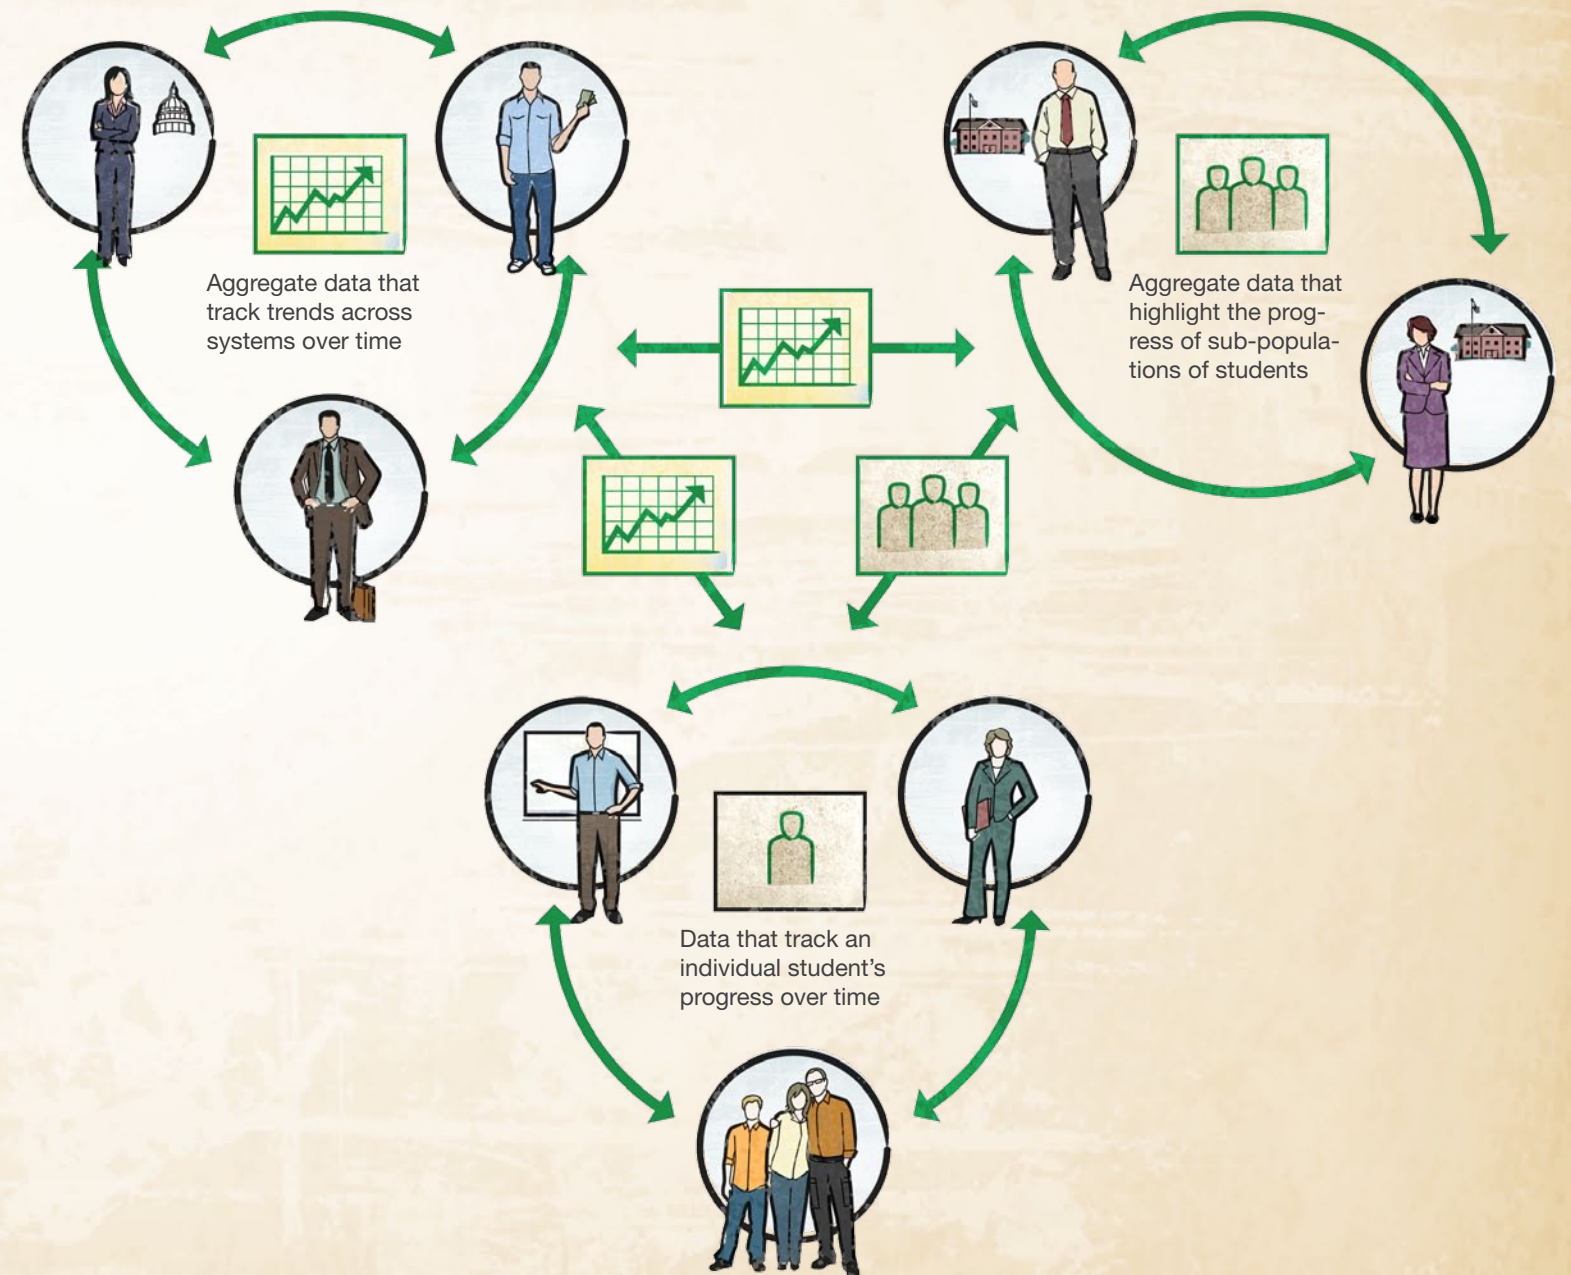 Aggregate data that
track trends across
systems over time
Aggregate data that
highlight the prog-
ress of sub-popula-
tions of students
Data that track an
individual student’s
progress over time